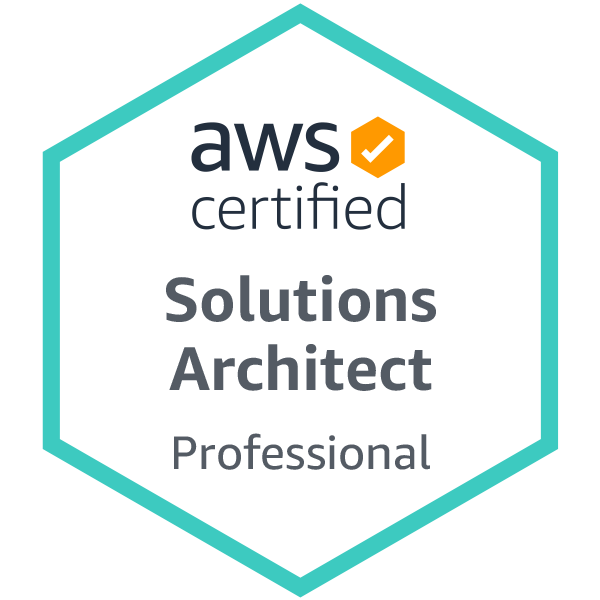 aws
certified
Solutions
Architect
Professional